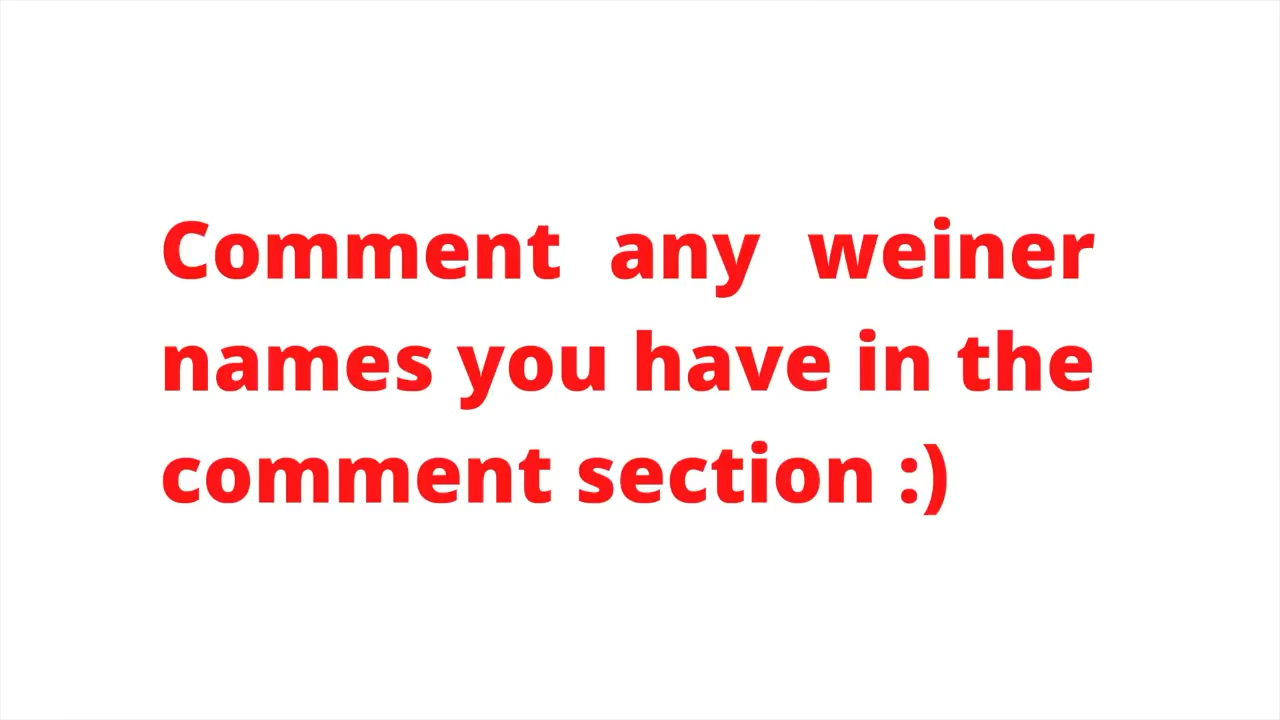 Comment any weiner
names you have in the
comment section :)